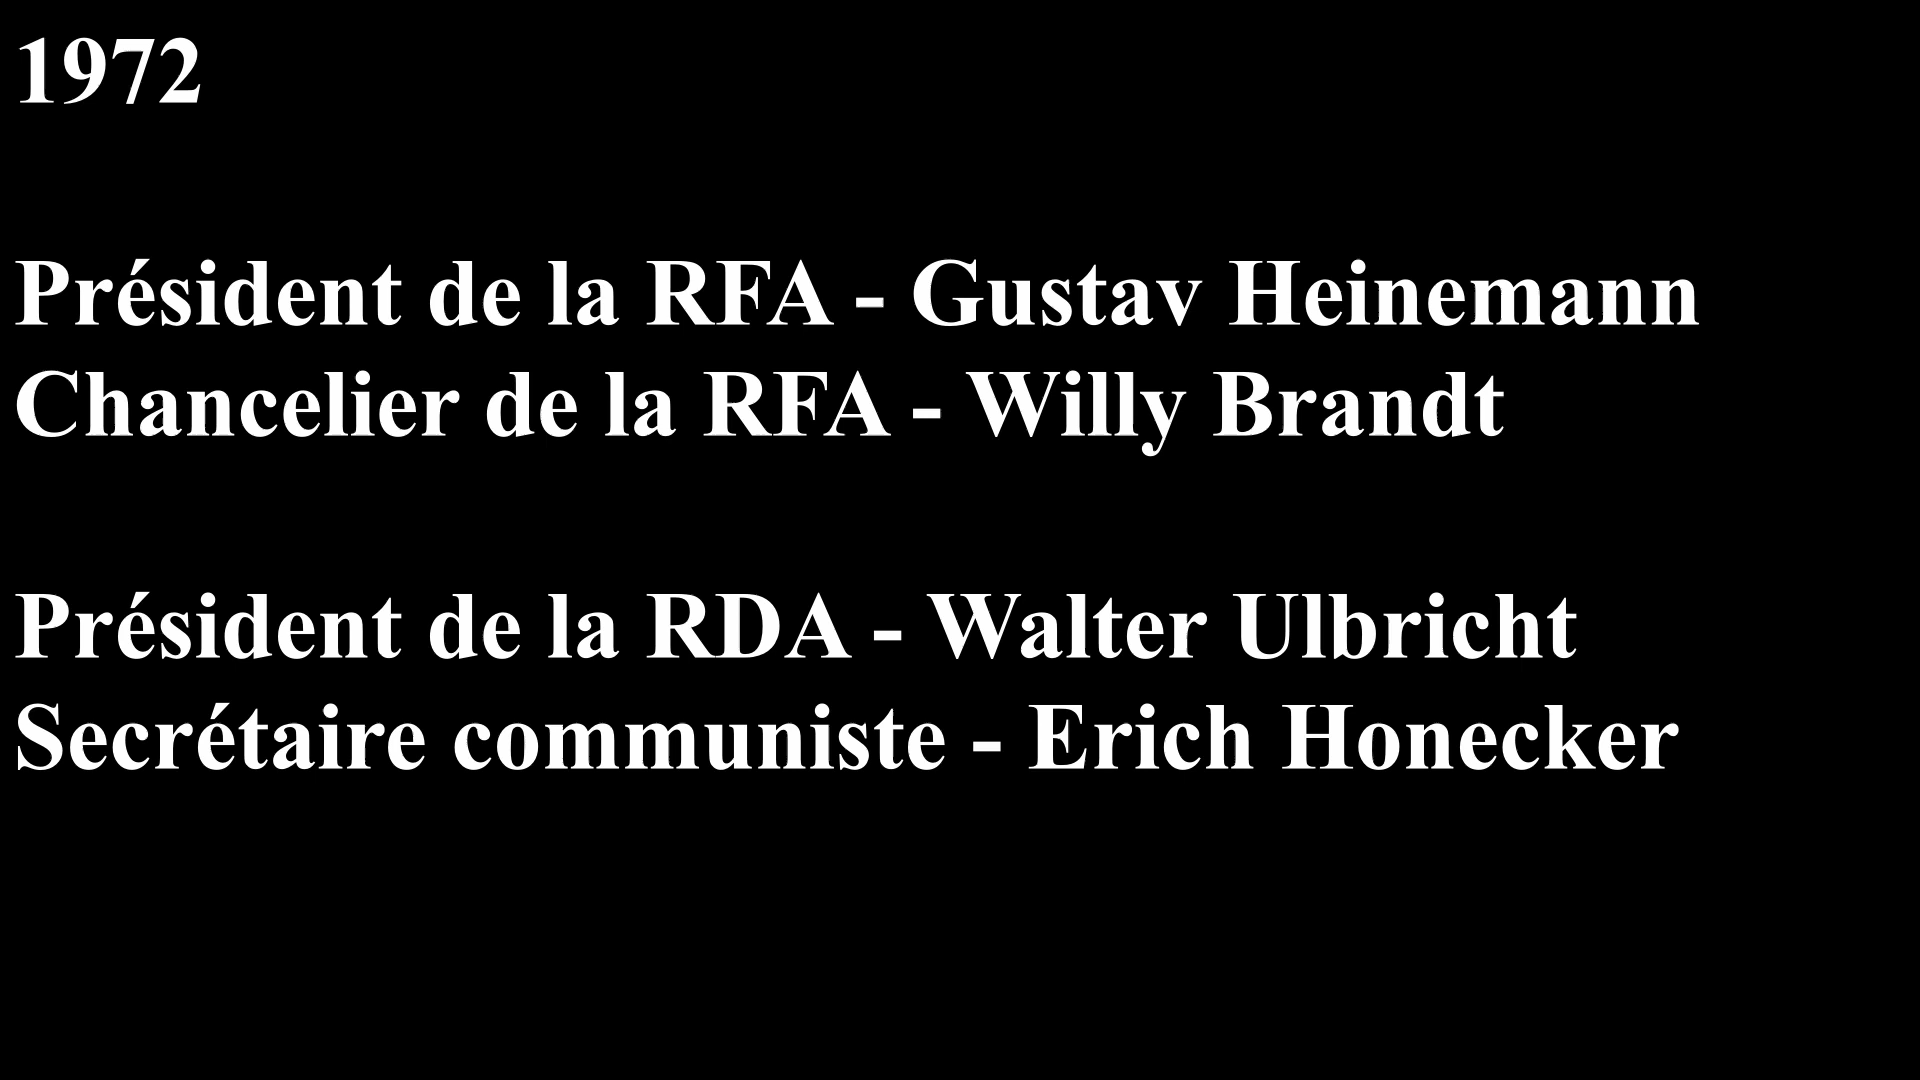 1972
Président de la RFA - Gustav Heinemann
Chancelier de la RFA - Willy Brandt
Président de la RDA - Walter Ulbricht
Secrétaire communiste - Erich Honecker